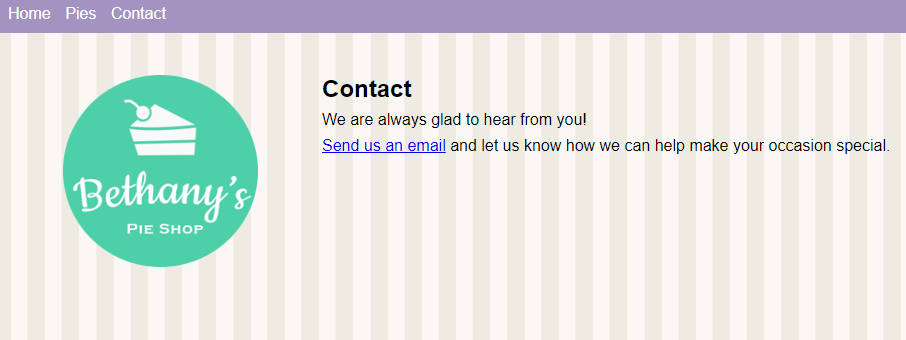 Home Pies Contact
Bethany's
Pie Shop
Contact
We are always glad to hear from you!
Send us an email and let us know how we can help make your occasion special.